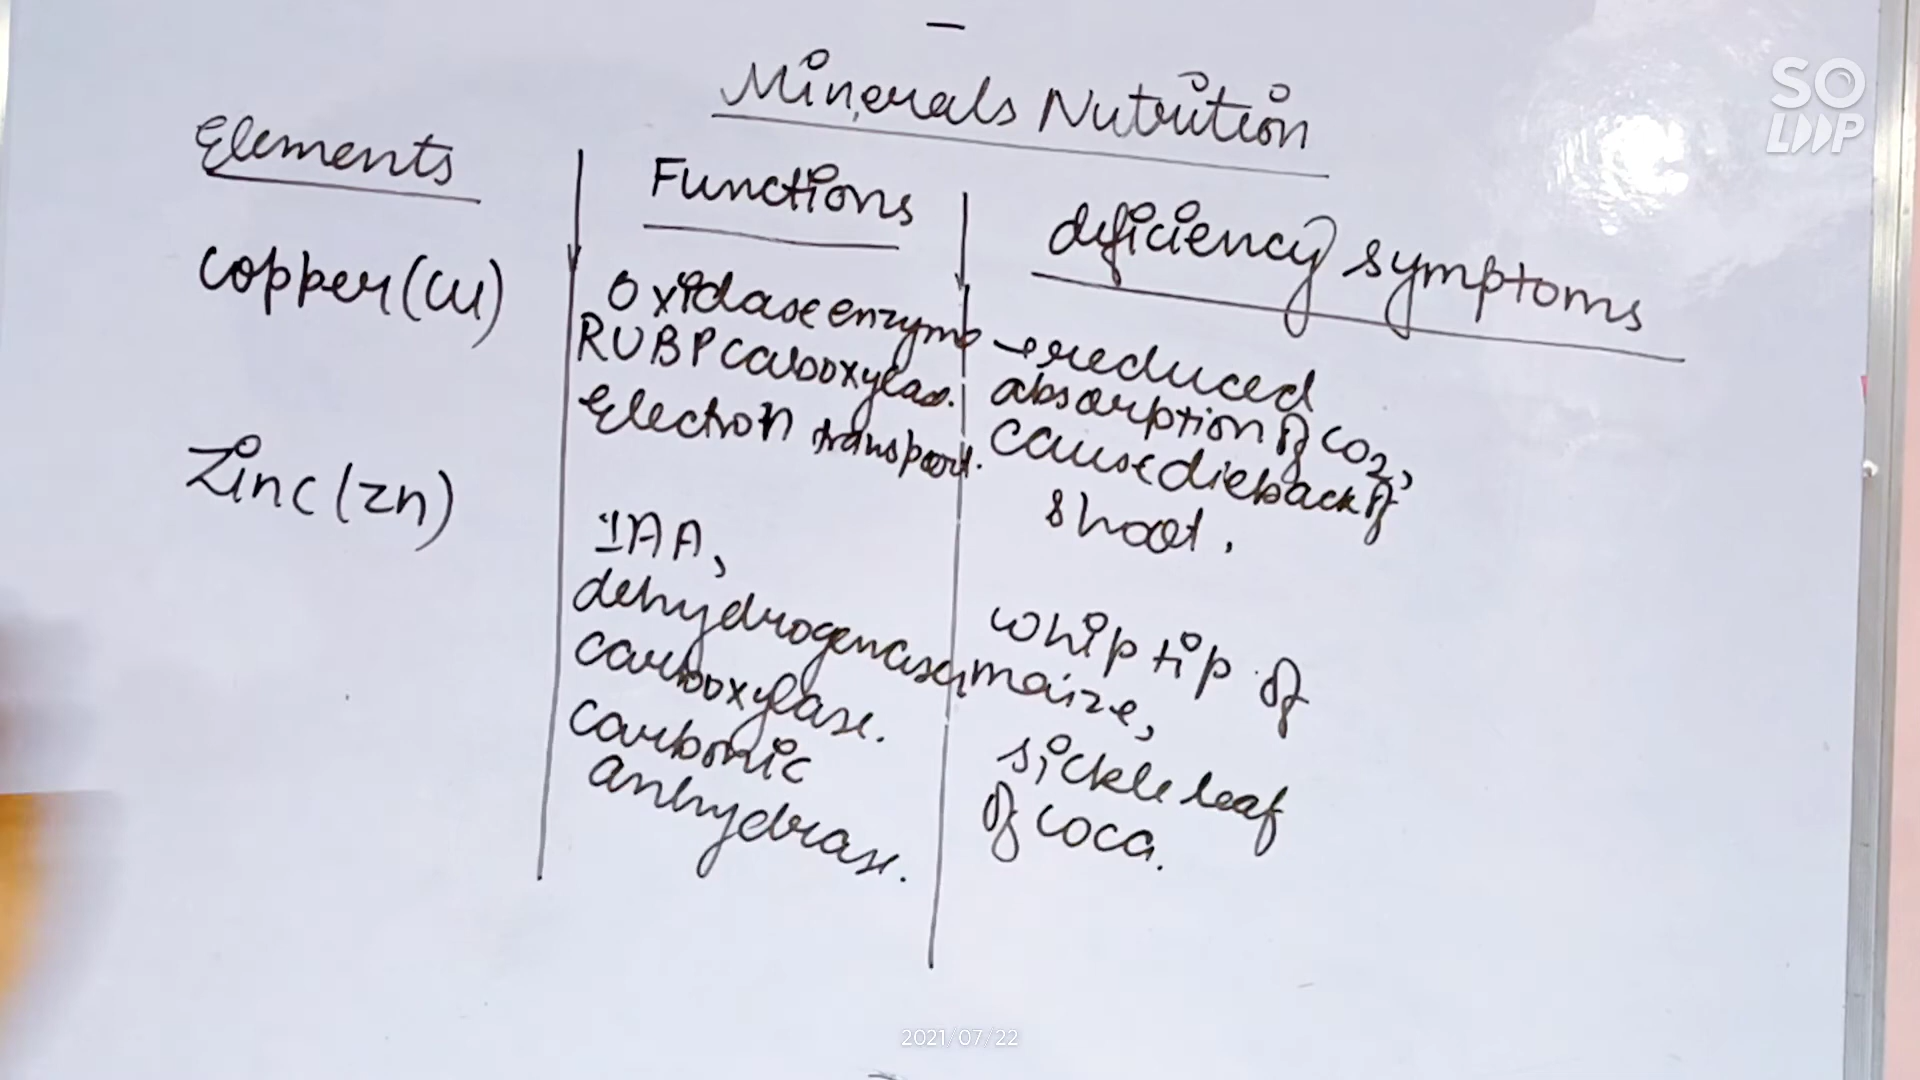 Minerals Nutrition
SO
LOOP
Elements
Functions
deficiency symptoms
Copper (Cu)
Oxidase enzyme
RUBP carboxylase.
Electron transport.
→ reduced
absorption of CO2,
cause dieback of
shoot.
Zinc (Zn)
IAA,
dehydrogenase,
carboxylase.
carbonic
anhydrase.
whip tip of
maize,
sickle leaf
of coca.
2021/07/22